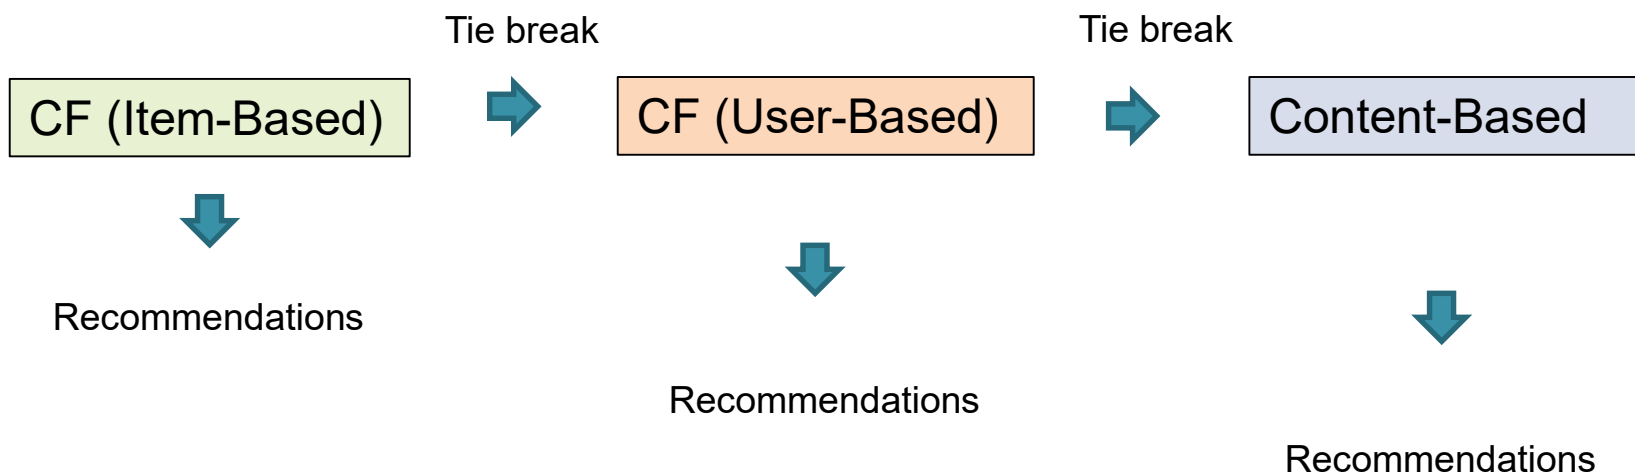 Tie break
Tie break
CF (Item-Based)
CF (User-Based)
Content-Based
Recommendations
Recommendations
Recommendations